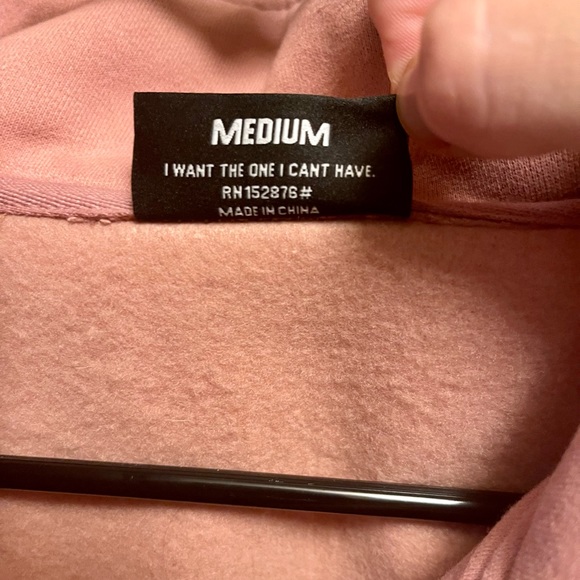 MEDIUM
I WANT THE ONE I CANT HAVE.
RN152876#
MADE IN CHINA